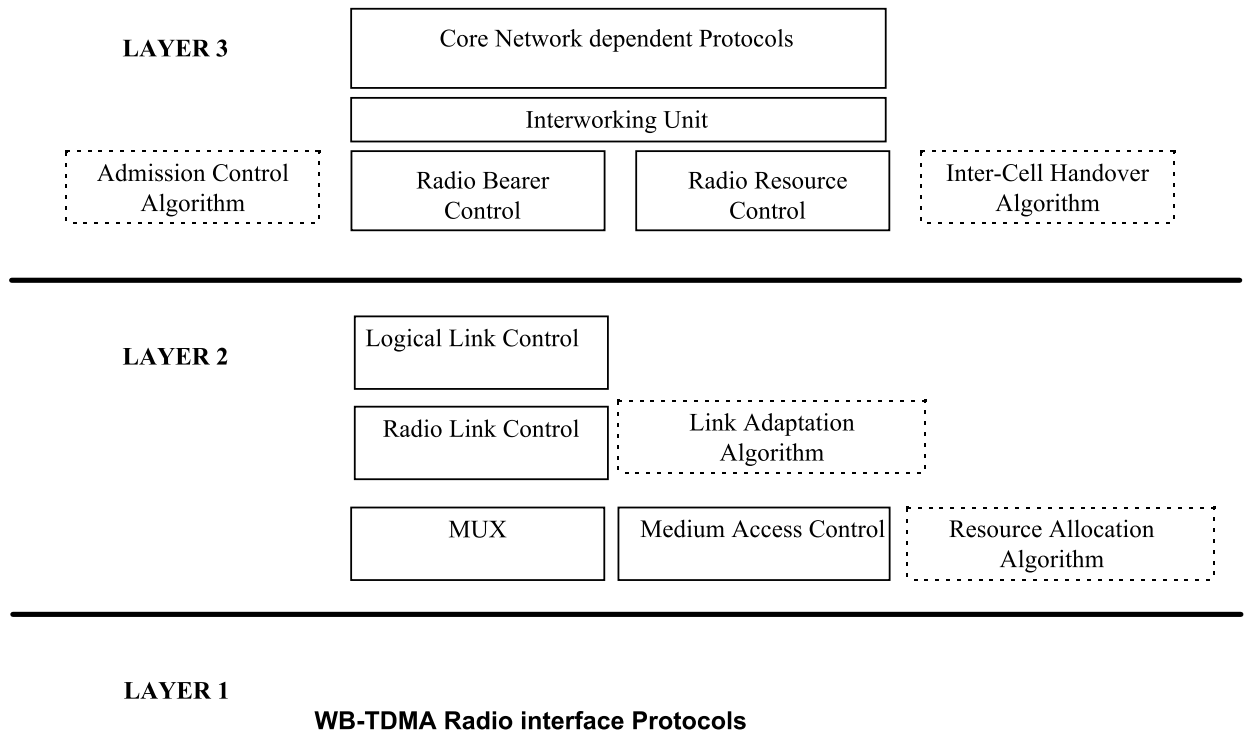 LAYER 3
Core Network dependent Protocols
Interworking Unit
Admission Control
Algorithm
Radio Bearer
Control
Radio Resource
Control
Inter-Cell Handover
Algorithm
LAYER 2
Logical Link Control
Radio Link Control
Link Adaptation
Algorithm
MUX
Medium Access Control
Resource Allocation
Algorithm
LAYER 1
WB-TDMA Radio interface Protocols